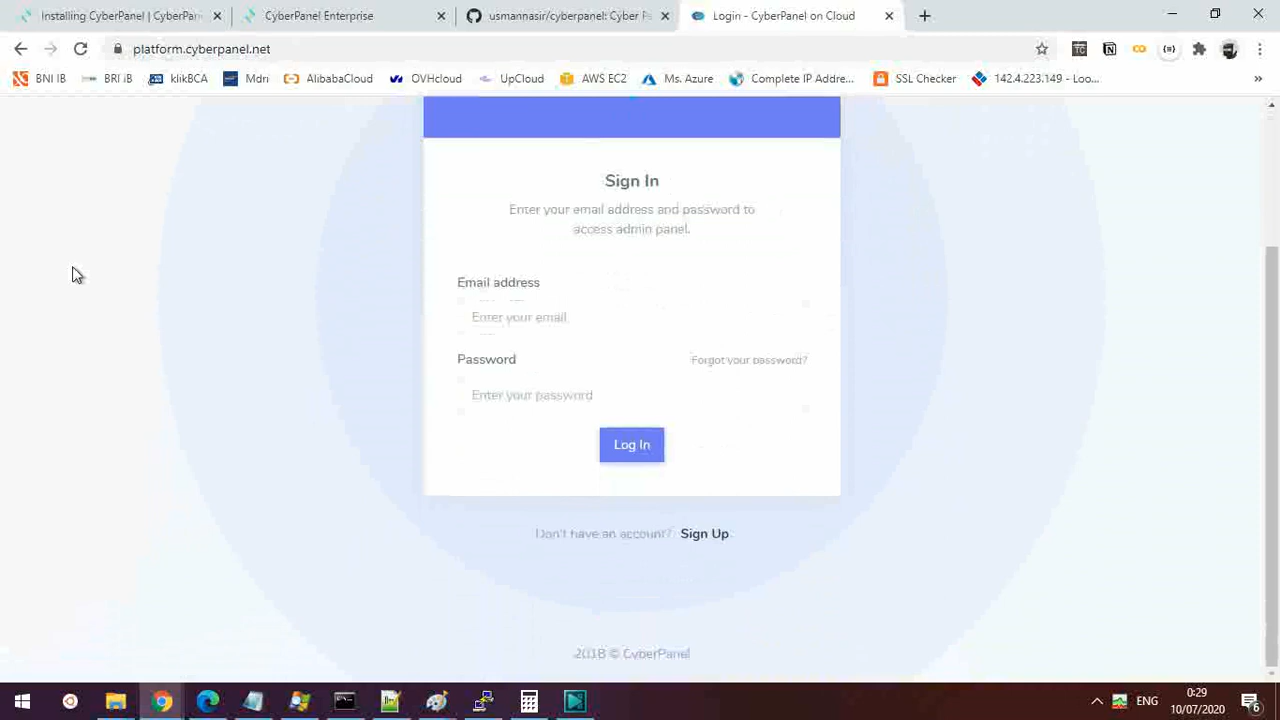 Installing CyberPanel | CyberPan
CyberPanel Enterprise
usmannasir/cyberpanel: Cyber P
Login - CyberPanel on Cloud
platform.cyberpanel.net
BNI IB
BRI iB
klikBCA
Mdri
AlibabaCloud
OVHcloud
UpCloud
AWS EC2
Ms. Azure
Complete IP Addre...
SSL Checker
142.4.223.149 - Loo...
Sign In
Enter your email address and password to
access admin panel.
Email address
Enter your email
Password
Forgot your password?
Enter your password
Log In
Don't have an account? Sign Up
2018 © CyberPanel
ENG
0:29
10/07/2020
6